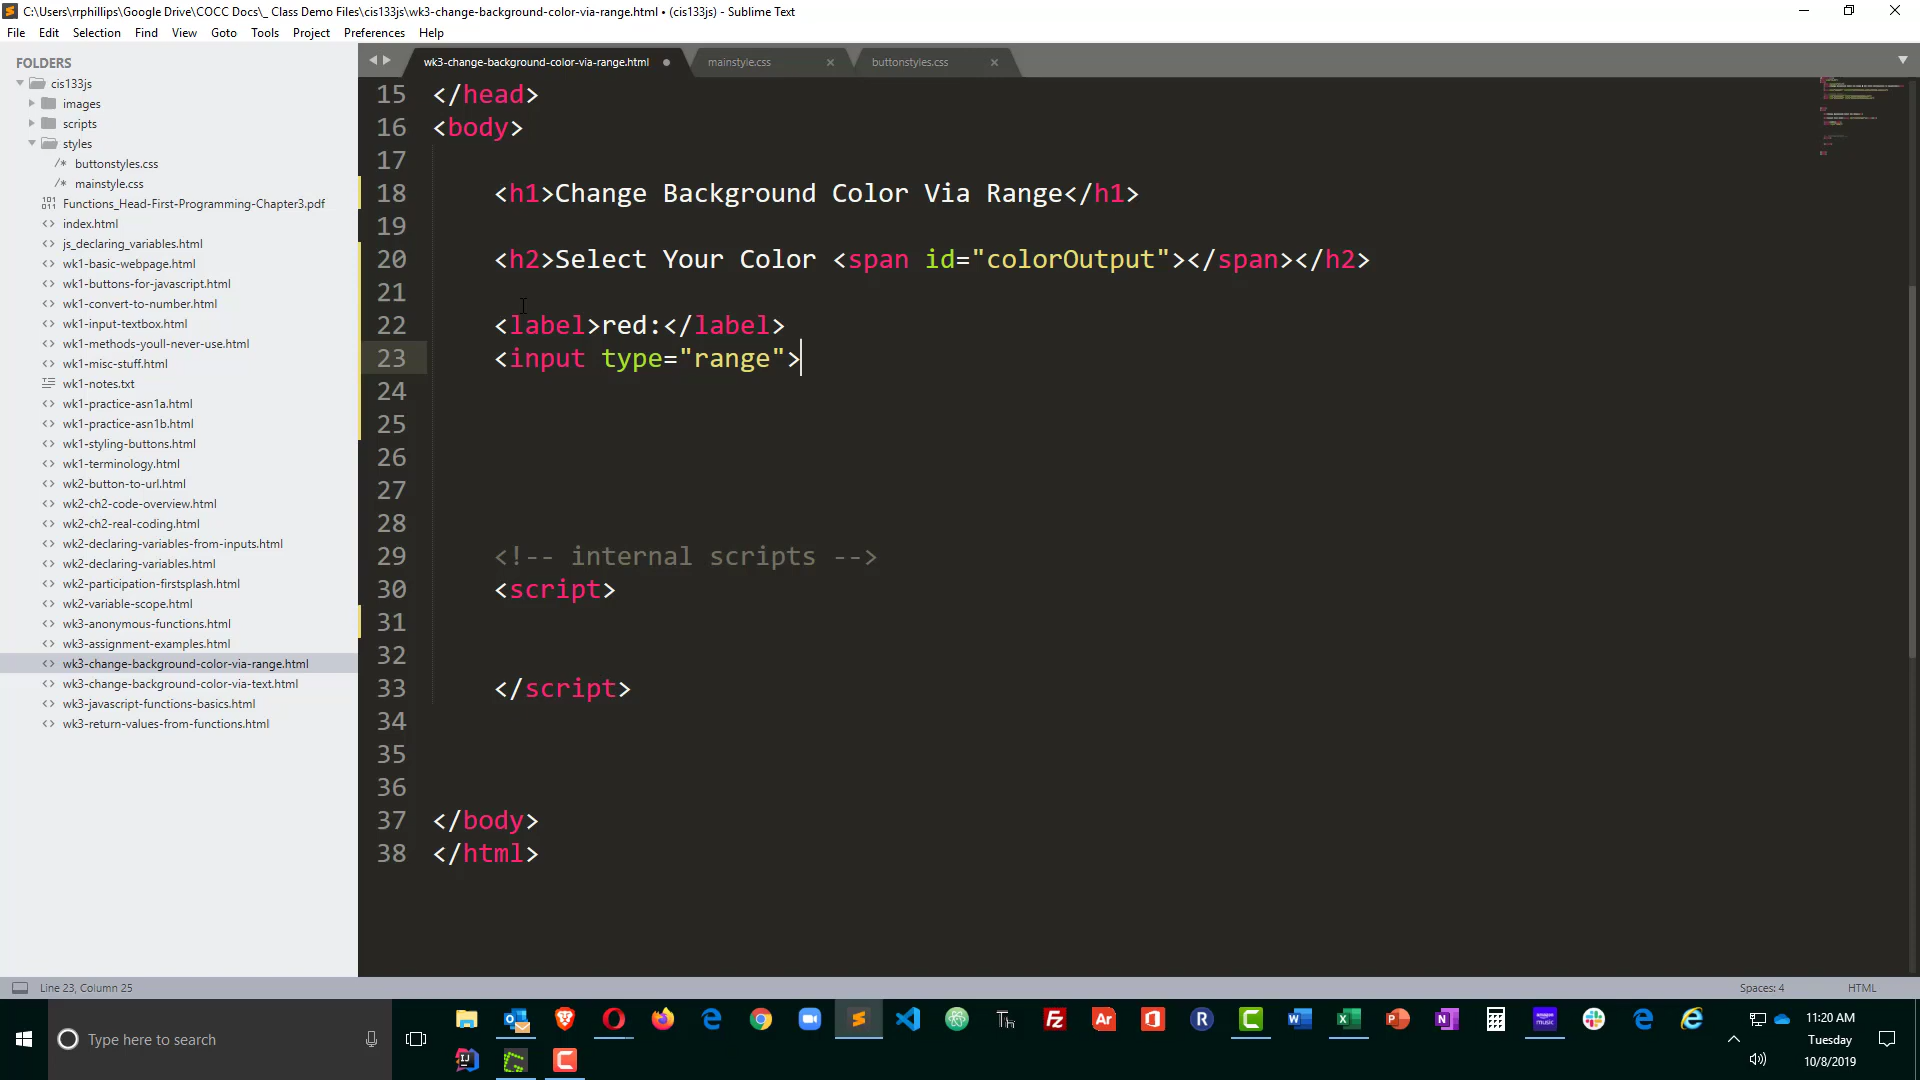 C:\Users\rrphillips\Google Drive\COCC Docs\_ Class Demo Files\cis133js\wk3-change-background-color-via-range.html • (cis133js) - Sublime Text
File Edit Selection Find View Goto Tools Project Preferences Help
FOLDERS
cis133js
images
scripts
styles
/* buttonstyles.css
/* mainstyle.css
Functions_Head-First-Programming-Chapter3.pdf
<> index.html
<> js_declaring_variables.html
<> wk1-basic-webpage.html
<> wk1-buttons-for-javascript.html
<> wk1-convert-to-number.html
<> wk1-input-textbox.html
<> wk1-methods-youll-never-use.html
<> wk1-misc-stuff.html
wk1-notes.txt
<> wk1-practice-asn1a.html
<> wk1-practice-asn1b.html
<> wk1-styling-buttons.html
<> wk1-terminology.html
<> wk2-button-to-url.html
<> wk2-ch2-code-overview.html
<> wk2-ch2-real-coding.html
<> wk2-declaring-variables-from-inputs.html
<> wk2-declaring-variables.html
<> wk2-participation-firstsplash.html
<> wk2-variable-scope.html
<> wk3-anonymous-functions.html
<> wk3-assignment-examples.html
<> wk3-change-background-color-via-range.html
<> wk3-change-background-color-via-text.html
<> wk3-javascript-functions-basics.html
<> wk3-return-values-from-functions.html
wk3-change-background-color-via-range.html mainstyle.css × buttonstyles.css ×
15 </head>
16 <body>
17
18 <h1>Change Background Color Via Range</h1>
19
20 <h2>Select Your Color <span id="colorOutput"></span></h2>
21
22 <label>red:</label>
23 <input type="range">
24
25
26
27
28
29 <!-- internal scripts -->
30 <script>
31
32
33 </script>
34
35
36
37 </body>
38 </html>
Line 23, Column 25 Spaces: 4 HTML
Type here to search
11:20 AM
Tuesday
10/8/2019